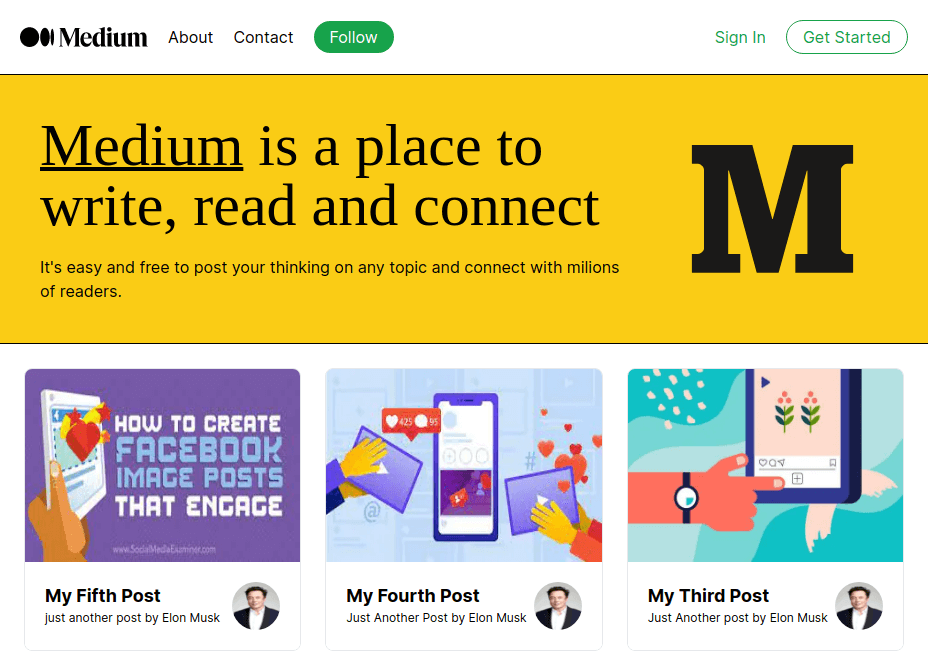 Medium About Contact Follow Sign In Get Started
Medium is a place to
write, read and connect
M
It's easy and free to post your thinking on any topic and connect with milions
of readers.
HOW TO CREATE
FACEBOOK
IMAGE POSTS
THAT ENGAGE
www.SocialMediaExaminer.com
425 95
#
@
My Fifth Post
just another post by Elon Musk
My Fourth Post
Just Another Post by Elon Musk
My Third Post
Just Another post by Elon Musk